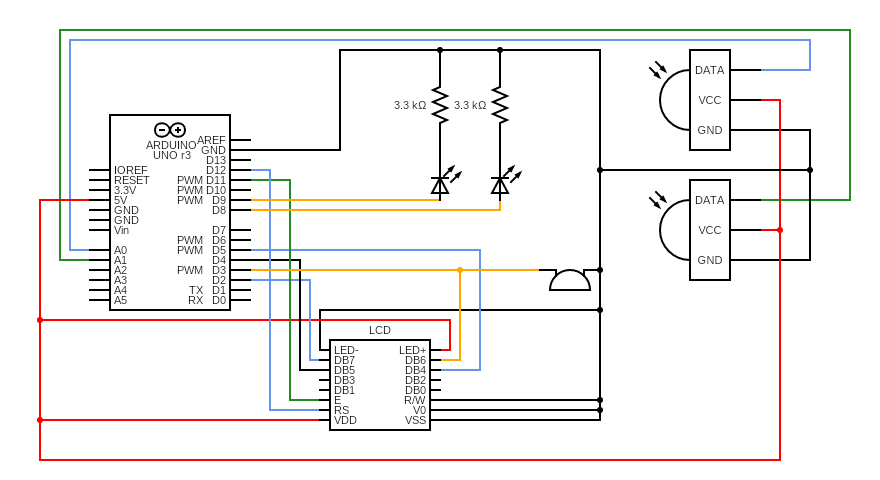 3.3 kΩ 3.3 kΩ
DATA
VCC
GND
ARDUINO
UNO r3
AREF
GND
D13
IOREF D12
RESET PWM D11
3.3V PWM D10
5V PWM D9
GND D8
GND
Vin D7
PWM D6
A0 PWM D5
A1 D4
A2 PWM D3
A3 D2
A4 TX D1
A5 RX D0
DATA
VCC
GND
LCD
LED- LED+
DB7 DB6
DB5 DB4
DB3 DB2
DB1 DB0
E R/W
RS V0
VDD VSS